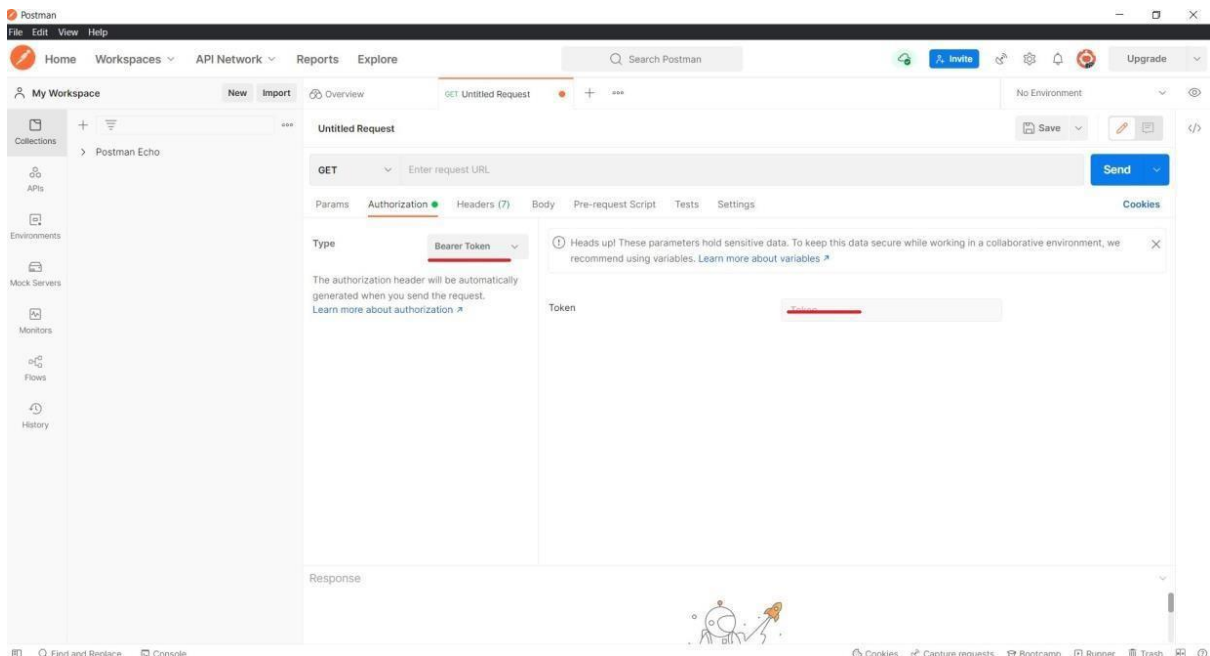 Postman
File Edit View Help
Home Workspaces API Network Reports Explore Search Postman Invite Upgrade
My Workspace New Import Overview GET Untitled Request No Environment
Collections
Postman Echo
APIs
Environments
Mock Servers
Monitors
Flows
History
Untitled Request Save
GET Enter request URL Send
Params Authorization Headers (7) Body Pre-request Script Tests Settings Cookies
Type Bearer Token
The authorization header will be automatically
generated when you send the request.
Learn more about authorization
Heads up! These parameters hold sensitive data. To keep this data secure while working in a collaborative environment, we
recommend using variables. Learn more about variables
Token Token
Response
Find and Replace Console Cookies Capture requests Bootcamp Runner Trash